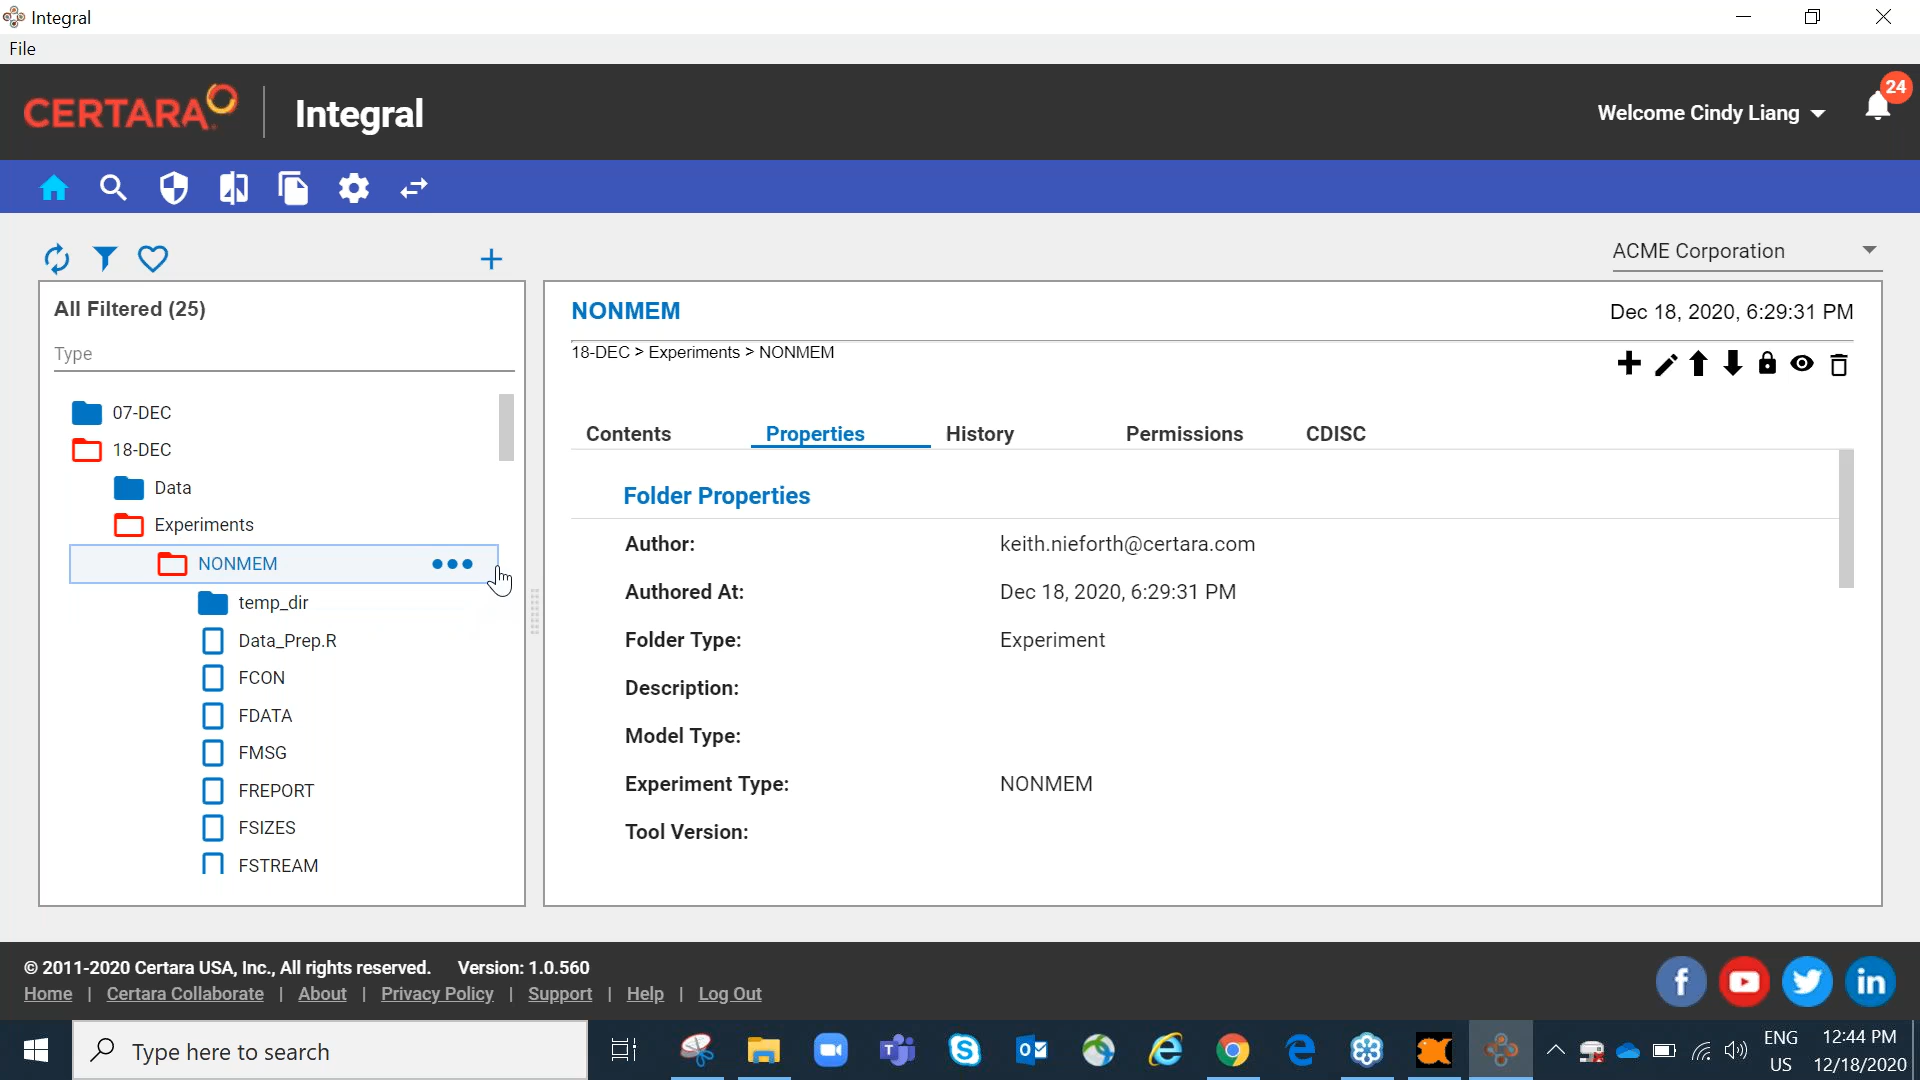 Integral
File
CERTARA Integral
Welcome Cindy Liang
24
ACME Corporation
All Filtered (25)
Type
07-DEC
18-DEC
Data
Experiments
NONMEM
temp_dir
Data_Prep.R
FCON
FDATA
FMSG
FREPORT
FSIZES
FSTREAM
NONMEM
Dec 18, 2020, 6:29:31 PM
18-DEC > Experiments > NONMEM
Contents Properties History Permissions CDISC
Folder Properties
Author: keith.nieforth@certara.com
Authored At: Dec 18, 2020, 6:29:31 PM
Folder Type: Experiment
Description:
Model Type:
Experiment Type: NONMEM
Tool Version:
© 2011-2020 Certara USA, Inc., All rights reserved. Version: 1.0.560
Home | Certara Collaborate | About | Privacy Policy | Support | Help | Log Out
Type here to search
ENG
US
12:44 PM
12/18/2020